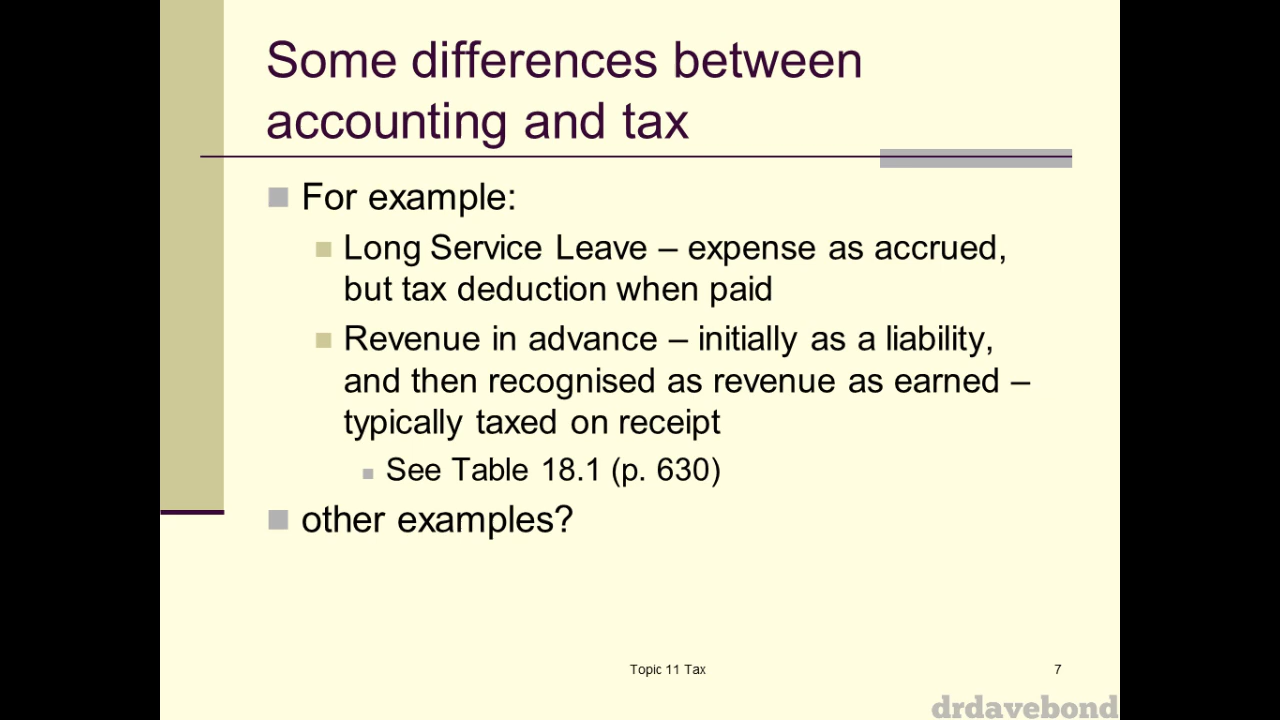 Some differences between
accounting and tax
For example:
Long Service Leave – expense as accrued,
but tax deduction when paid
Revenue in advance – initially as a liability,
and then recognised as revenue as earned –
typically taxed on receipt
See Table 18.1 (p. 630)
other examples?
Topic 11 Tax
7
drdavebond